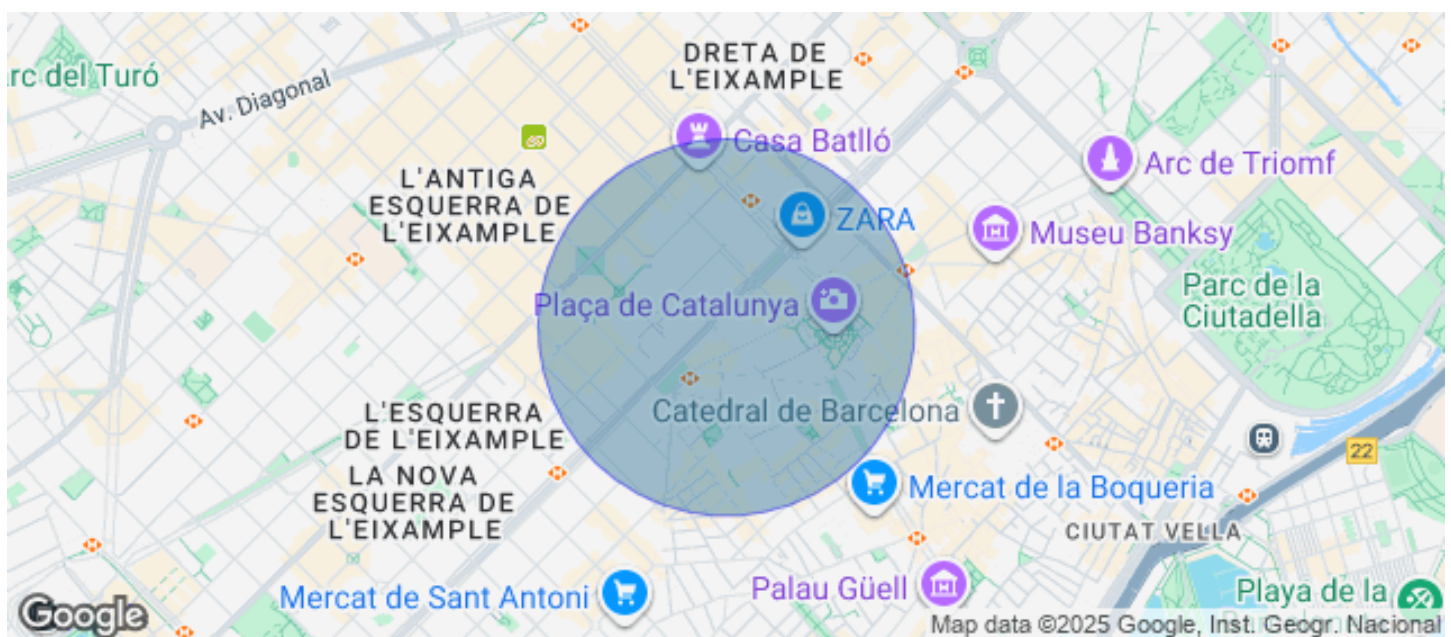 DRETA DE
L'EIXAMPLE
rc del Turó
Av. Diagonal
Casa Batlló
Arc de Triomf
L'ANTIGA
ESQUERRA DE
L'EIXAMPLE
ZARA
Museu Banksy
Plaça de Catalunya
Parc de la
Ciutadella
L'ESQUERRA
DE L'EIXAMPLE
Catedral de Barcelona
22
LA NOVA
ESQUERRA DE
L'EIXAMPLE
Mercat de la Boqueria
CIUTAT VELLA
Mercat de Sant Antoni
Palau Güell
Playa de la
Google
Map data ©2025 Google, Inst. Geogr. Nacional